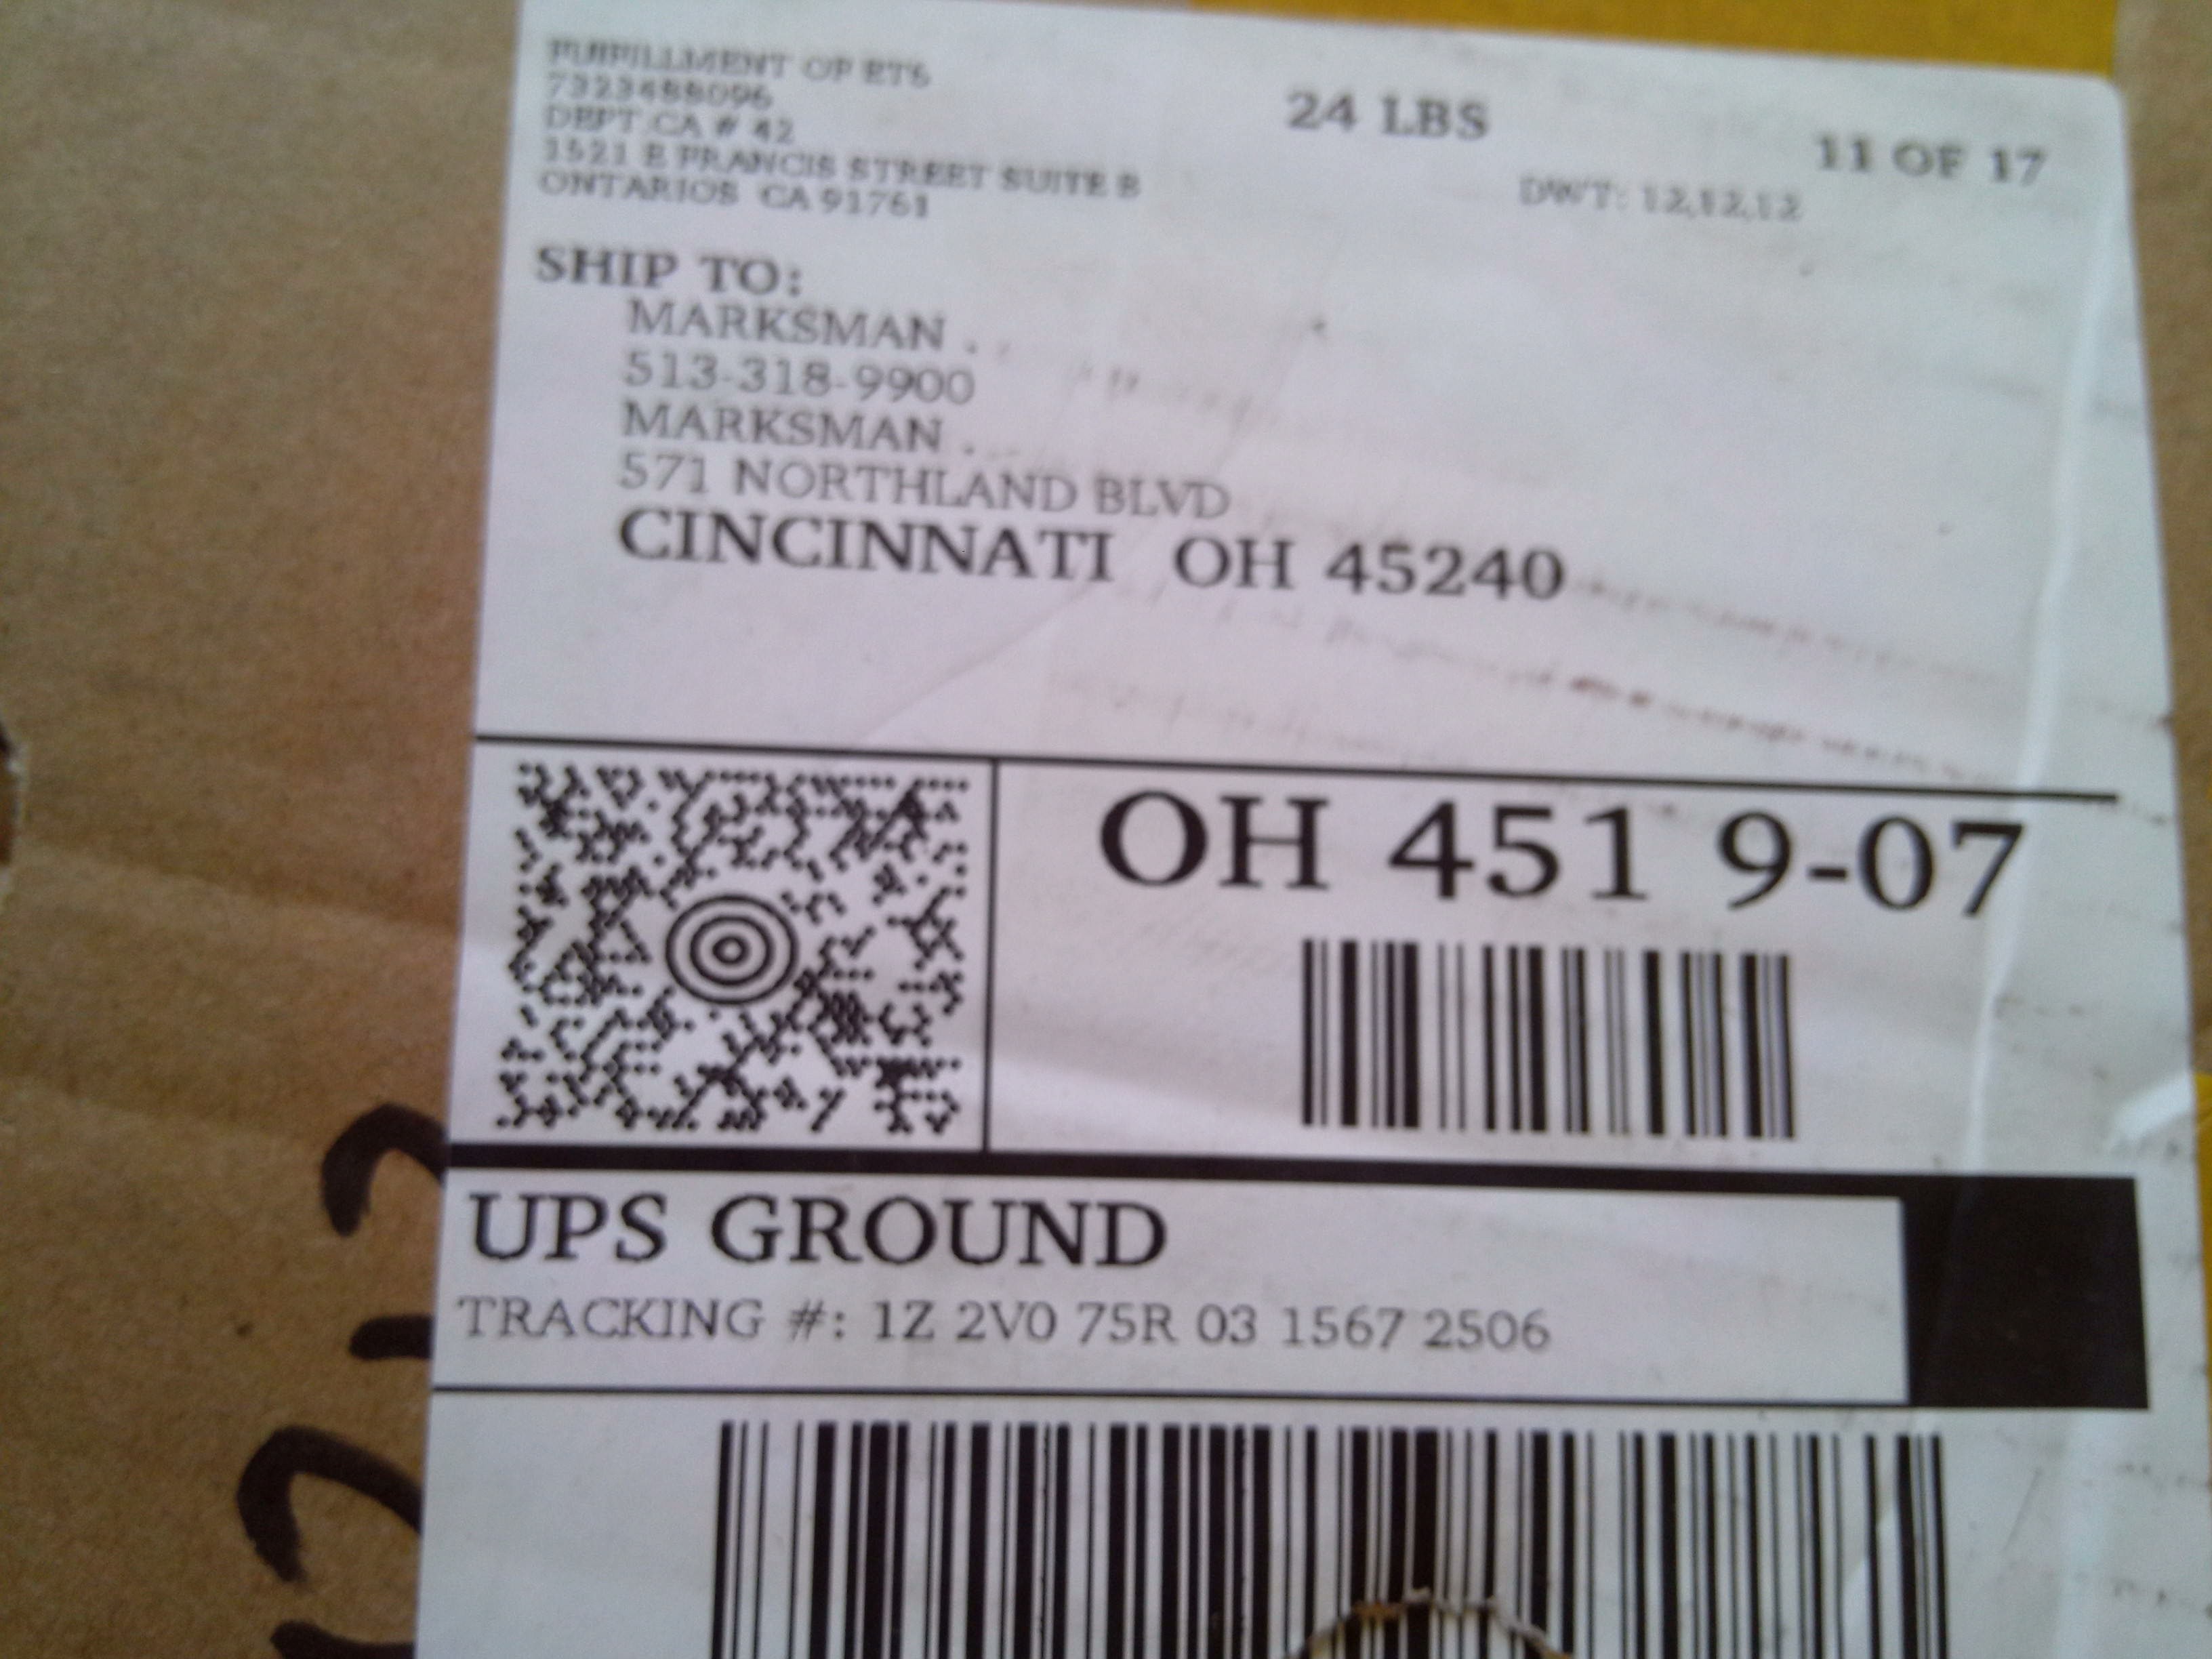 FULFILLMENT OF ETS
7323488096
DEPT CA # 42
1521 E FRANCIS STREET SUITE B
ONTARIOS CA 91761
24 LBS
11 OF 17
DWT: 12,12,12
SHIP TO:
MARKSMAN .
513-318-9900
MARKSMAN .
571 NORTHLAND BLVD
CINCINNATI OH 45240
OH 451 9-07
UPS GROUND
TRACKING #: 1Z 2V0 75R 03 1567 2506